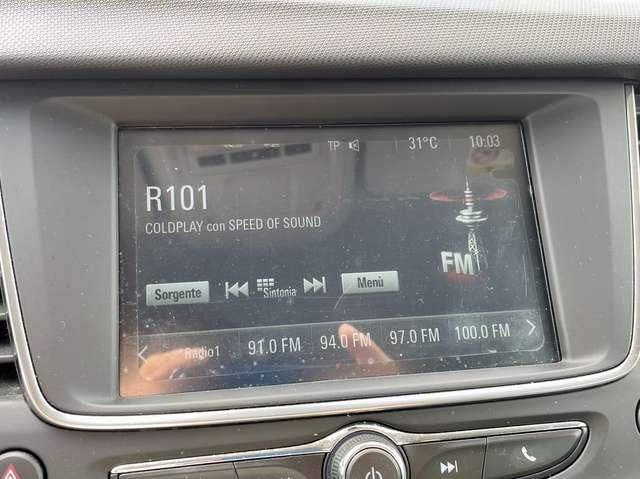 TP 31°C 10:03
R101
COLDPLAY con SPEED OF SOUND
FM
Sorgente Sintonia Menù
Radio1 91.0 FM 94.0 FM 97.0 FM 100.0 FM